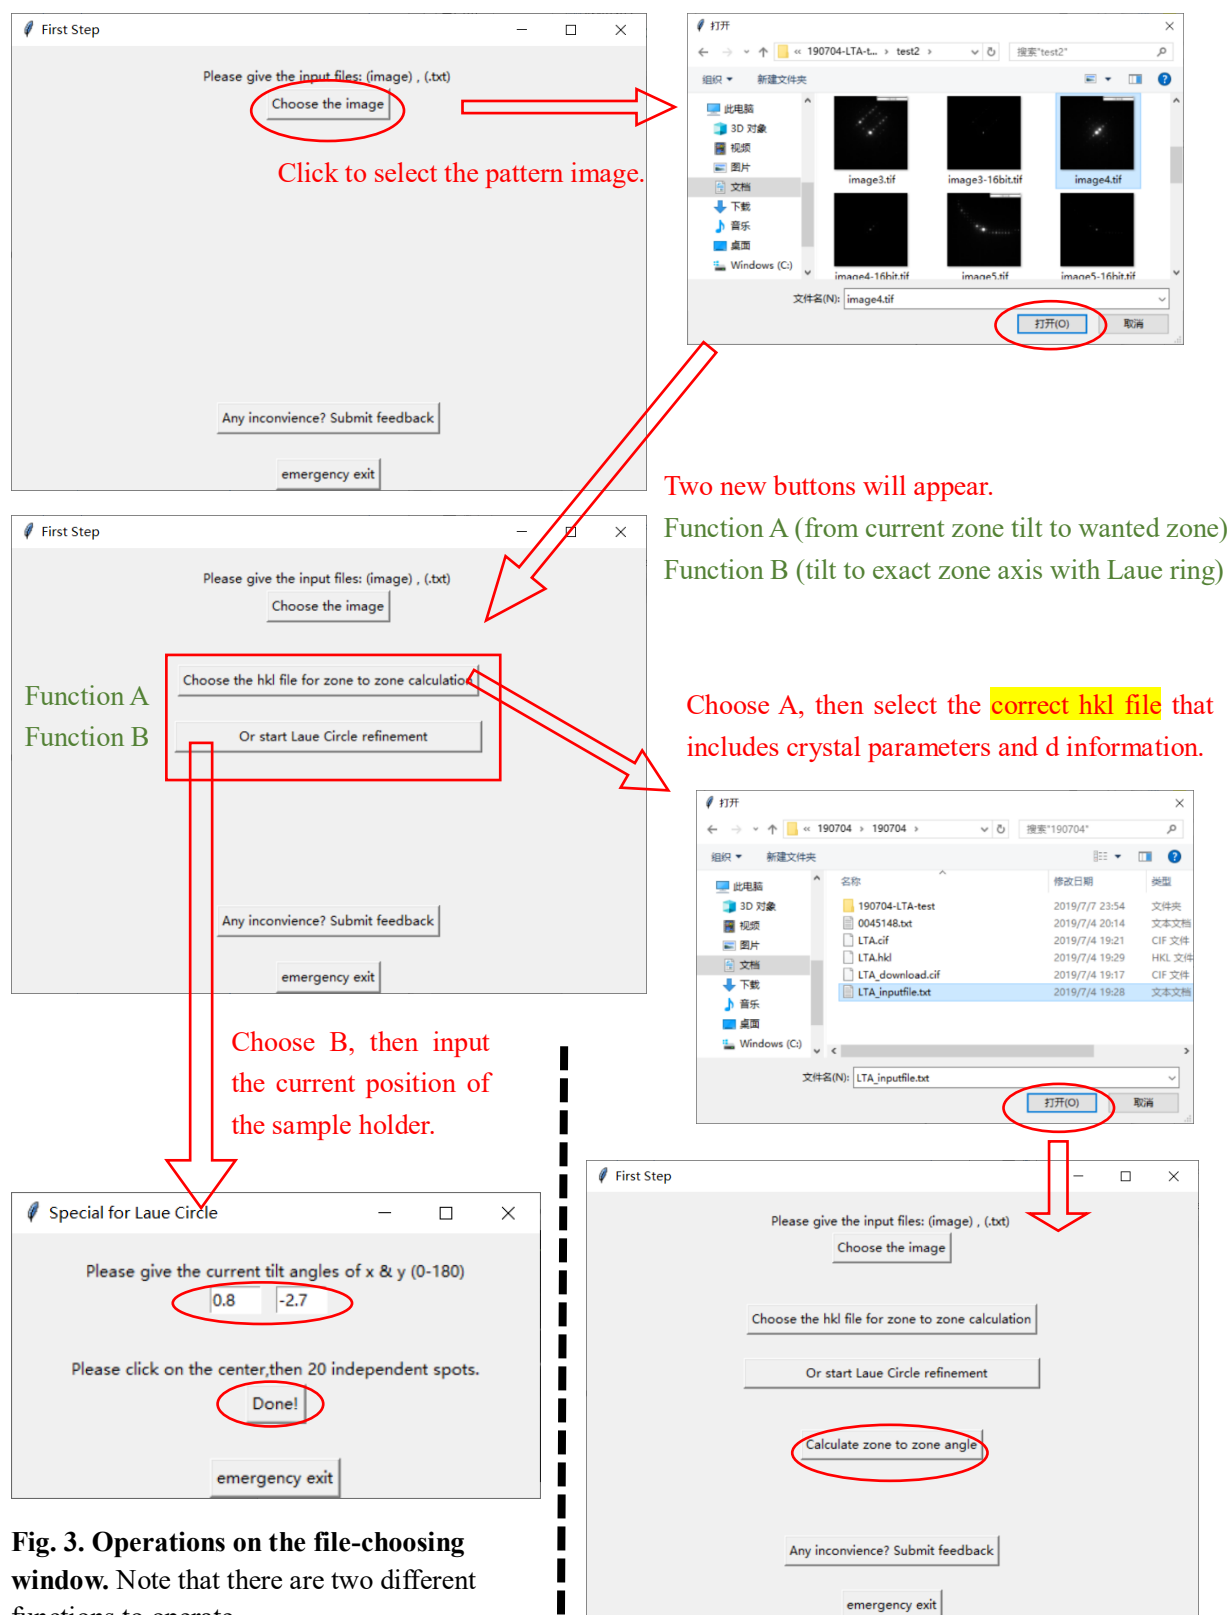 First Step
Please give the input files: (image) , (.txt)
Choose the image
Click to select the pattern image.
Any inconvience? Submit feedback
emergency exit
打开
« 190704-LTA-t... › test2 ›
搜索"test2"
组织 新建文件夹
此电脑
3D 对象
视频
图片
文档
下载
音乐
桌面
Windows (C:)
image3.tif image3-16bit.tif image4.tif
image4-16bit.tif image5.tif image5-16bit.tif
文件名(N): image4.tif
打开(O) 取消
Two new buttons will appear.
Function A (from current zone tilt to wanted zone)
Function B (tilt to exact zone axis with Laue ring)
First Step
Please give the input files: (image) , (.txt)
Choose the image
Function A
Function B
Choose the hkl file for zone to zone calculation
Or start Laue Circle refinement
Any inconvience? Submit feedback
emergency exit
Choose A, then select the correct hkl file that
includes crystal parameters and d information.
打开
« 190704 › 190704 ›
搜索"190704"
组织 新建文件夹
此电脑
3D 对象
视频
图片
文档
下载
音乐
桌面
Windows (C:)
名称 修改日期 类型
190704-LTA-test 2019/7/7 23:54 文件夹
0045148.txt 2019/7/4 20:14 文本文档
LTA.cif 2019/7/4 19:21 CIF 文件
LTA.hkl 2019/7/4 19:29 HKL 文件
LTA_download.cif 2019/7/4 19:17 CIF 文件
LTA_inputfile.txt 2019/7/4 19:28 文本文档
文件名(N): LTA_inputfile.txt
打开(O) 取消
Choose B, then input
the current position of
the sample holder.
Special for Laue Circle
Please give the current tilt angles of x & y (0-180)
0.8 -2.7
Please click on the center,then 20 independent spots.
Done!
emergency exit
First Step
Please give the input files: (image) , (.txt)
Choose the image
Choose the hkl file for zone to zone calculation
Or start Laue Circle refinement
Calculate zone to zone angle
Any inconvience? Submit feedback
emergency exit
Fig. 3. Operations on the file-choosing
window. Note that there are two different
functions to operate